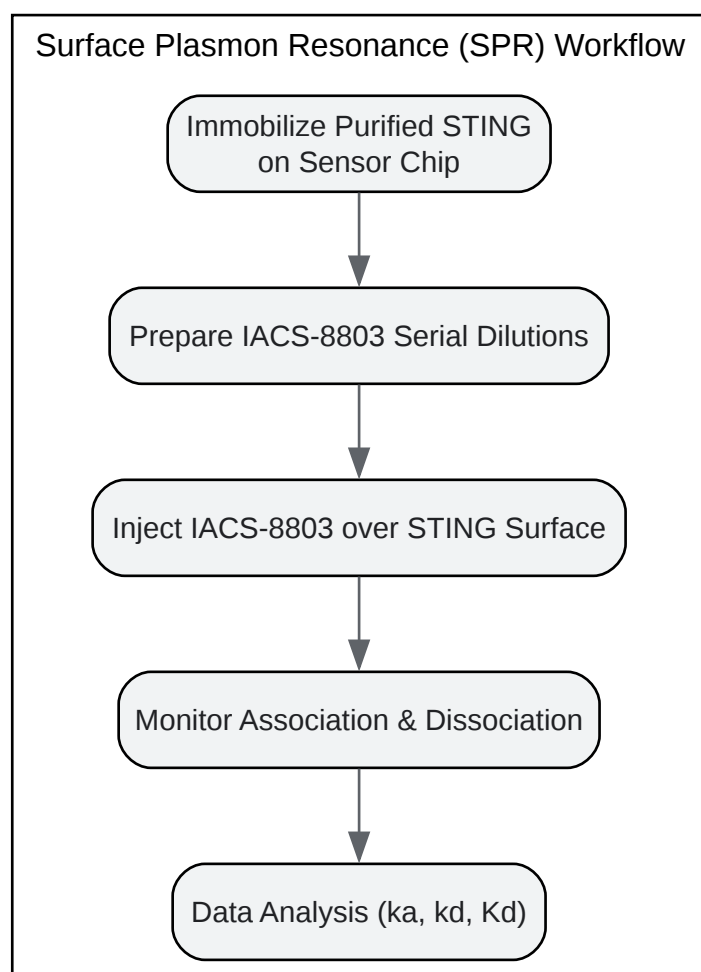 Surface Plasmon Resonance (SPR) Workflow
Immobilize Purified STING
on Sensor Chip
Prepare IACS-8803 Serial Dilutions
Inject IACS-8803 over STING Surface
Monitor Association & Dissociation
Data Analysis (ka, kd, Kd)